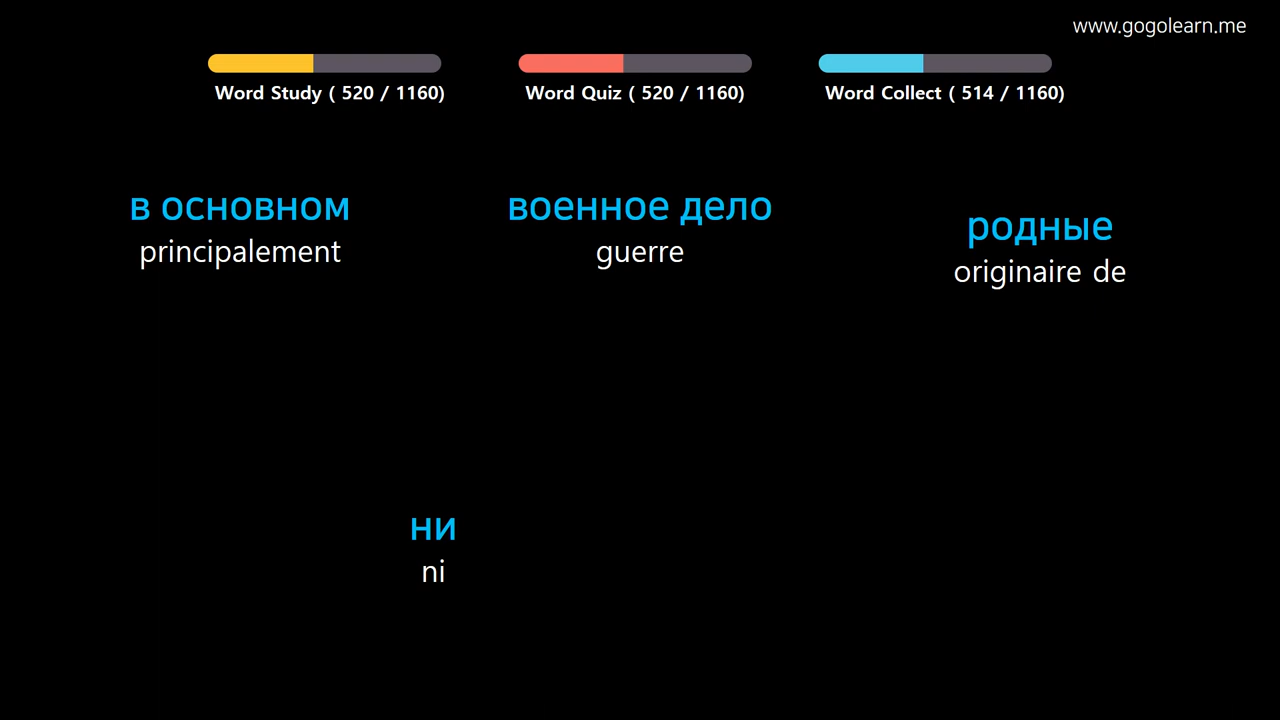 www.gogolearn.me
Word Study ( 520 / 1160)
Word Quiz ( 520 / 1160)
Word Collect ( 514 / 1160)
в основном
principalement
военное дело
guerre
родные
originaire de
ни
ni